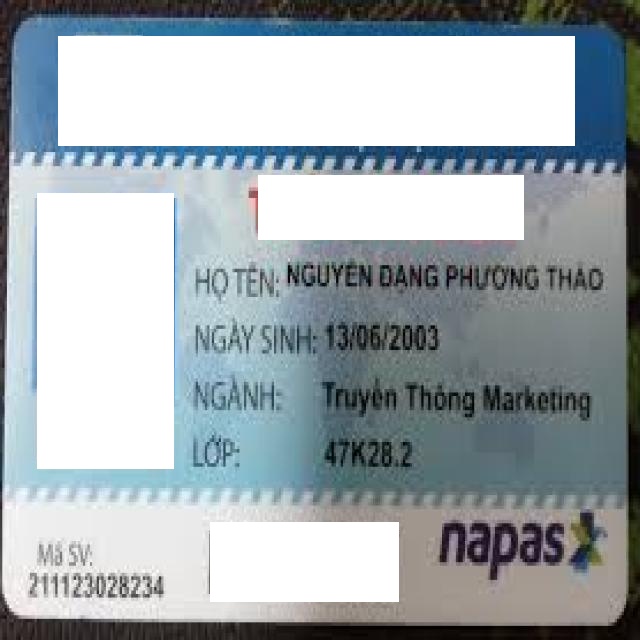 HỌ TÊN: NGUYỄN ĐẶNG PHƯƠNG THẢO
NGÀY SINH: 13/06/2003
NGÀNH: Truyền Thông Marketing
LỚP: 47K28.2
Mã SV:
211123028234
napas